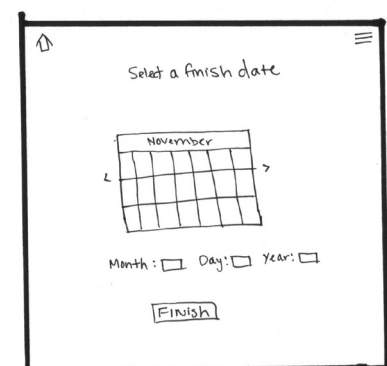 Select a finish date
November
< >
Month: Day: Year:
Finish